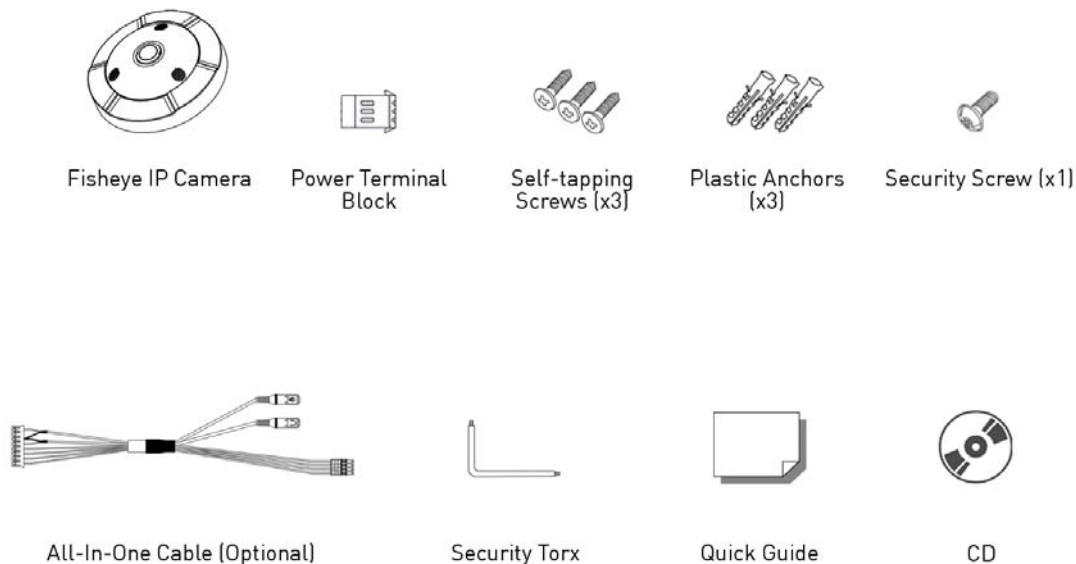 Fisheye IP Camera
Power Terminal
Block
Self-tapping
Screws (x3)
Plastic Anchors
(x3)
Security Screw (x1)
All-In-One Cable (Optional)
Security Torx
Quick Guide
CD